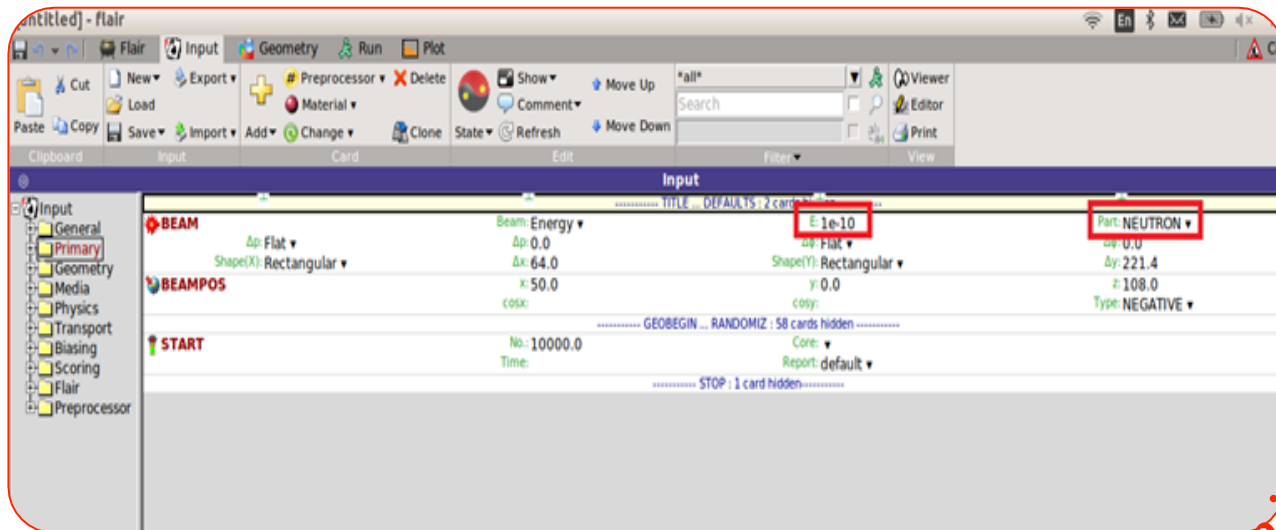 [untitled] - flair
En
Flair Input Geometry Run Plot
Paste Cut Copy
New Load Save Export Import
Add Preprocessor Material Change Delete Clone
State Show Comment Refresh Move Up Move Down
*all*
Search
Viewer Editor Print
Clipboard Input Card Edit Filter View
Input
Input
General
Primary
Geometry
Media
Physics
Transport
Biasing
Scoring
Flair
Preprocessor
------------ TITLE ... DEFAULTS : 2 cards hidden ------------
BEAM Beam: Energy E: 1e-10 Part: NEUTRON
Δp: Flat Δp: 0.0 Δφ: Flat Δφ: 0.0
Shape(X): Rectangular Δx: 64.0 Shape(Y): Rectangular Δy: 221.4
BEAMPOS x: 50.0 y: 0.0 z: 108.0
cosx: cosy: Type: NEGATIVE
----------- GEOBEGIN ... RANDOMIZ : 58 cards hidden -----------
START No.: 10000.0 Core:
Time: Report: default
----------- STOP : 1 card hidden-----------